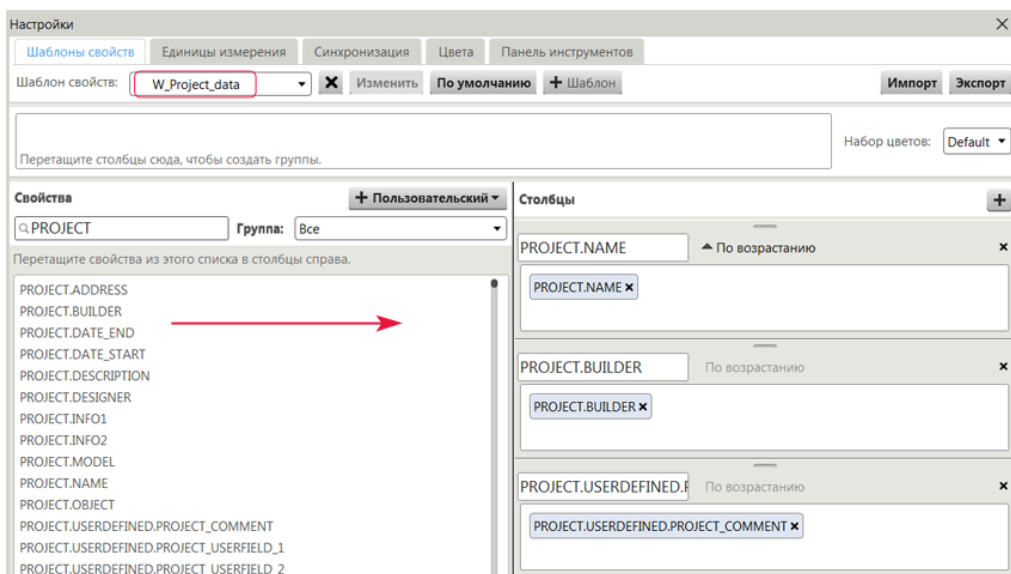 Настройки
Шаблоны свойств Единицы измерения Синхронизация Цвета Панель инструментов
Шаблон свойств: W_Project_data Изменить По умолчанию + Шаблон Импорт Экспорт
Перетащите столбцы сюда, чтобы создать группы.
Набор цветов: Default
Свойства + Пользовательский
PROJECT Группа: Все
Перетащите свойства из этого списка в столбцы справа.
PROJECT.ADDRESS
PROJECT.BUILDER
PROJECT.DATE_END
PROJECT.DATE_START
PROJECT.DESCRIPTION
PROJECT.DESIGNER
PROJECT.INFO1
PROJECT.INFO2
PROJECT.MODEL
PROJECT.NAME
PROJECT.OBJECT
PROJECT.USERDEFINED.PROJECT_COMMENT
PROJECT.USERDEFINED.PROJECT_USERFIELD_1
PROJECT.USERDEFINED.PROJECT_USERFIELD_2
Столбцы +
PROJECT.NAME По возрастанию
PROJECT.NAME
PROJECT.BUILDER По возрастанию
PROJECT.BUILDER
PROJECT.USERDEFINED.P По возрастанию
PROJECT.USERDEFINED.PROJECT_COMMENT